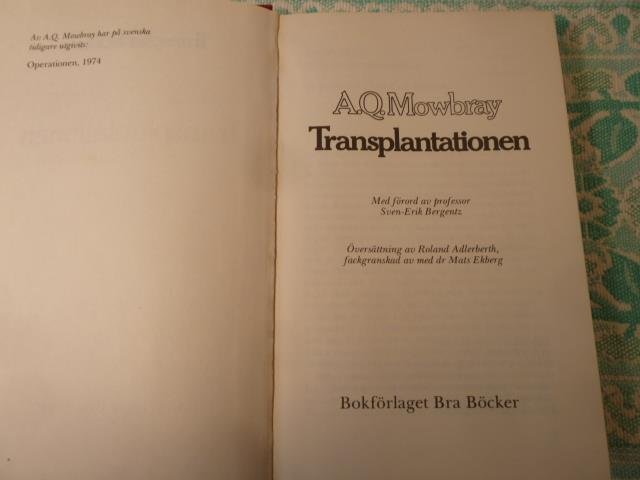 Av A.Q. Mowbray har på svenska
tidigare utgivits:
Operationen, 1974
A.Q. Mowbray
Transplantationen
Med förord av professor
Sven-Erik Bergentz
Översättning av Roland Adlerberth,
fackgranskad av med dr Mats Ekberg
Bokförlaget Bra Böcker